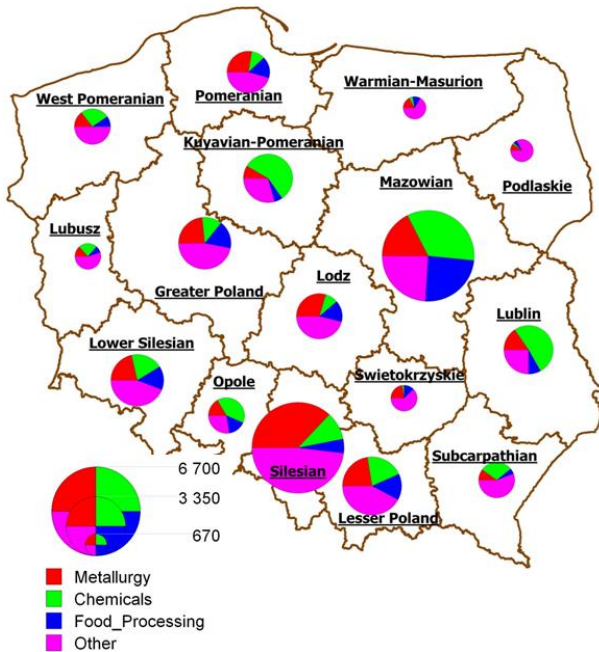 Warmian-Masurion
West Pomeranian
Pomeranian
Kuyavian-Pomeranian
Mazowian
Podlaskie
Lubusz
Lodz
Greater Poland
Lublin
Lower Silesian
Swietokrzyskie
Opole
Subcarpathian
Silesian
Lesser Poland
6 700
3 350
670
Metallurgy
Chemicals
Food_Processing
Other